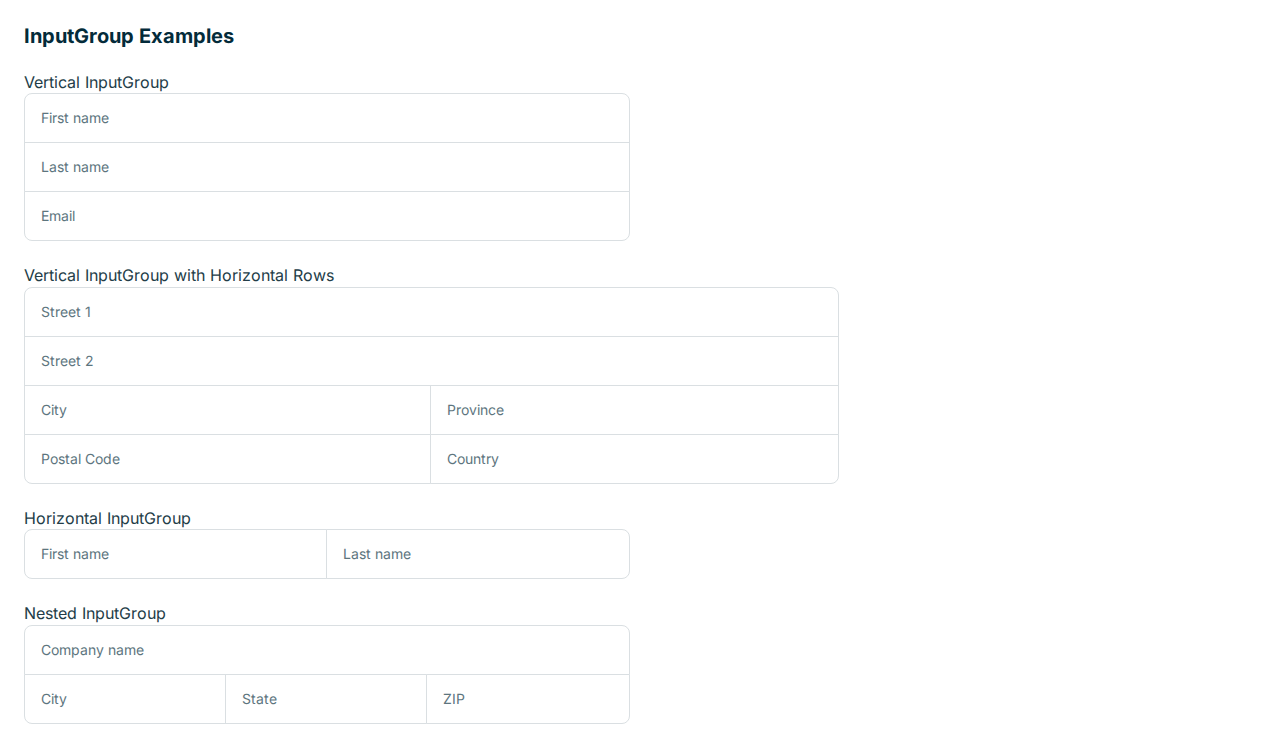 InputGroup Examples
Vertical InputGroup
First name
Last name
Email
Vertical InputGroup with Horizontal Rows
Street 1
Street 2
City Province
Postal Code Country
Horizontal InputGroup
First name Last name
Nested InputGroup
Company name
City State ZIP